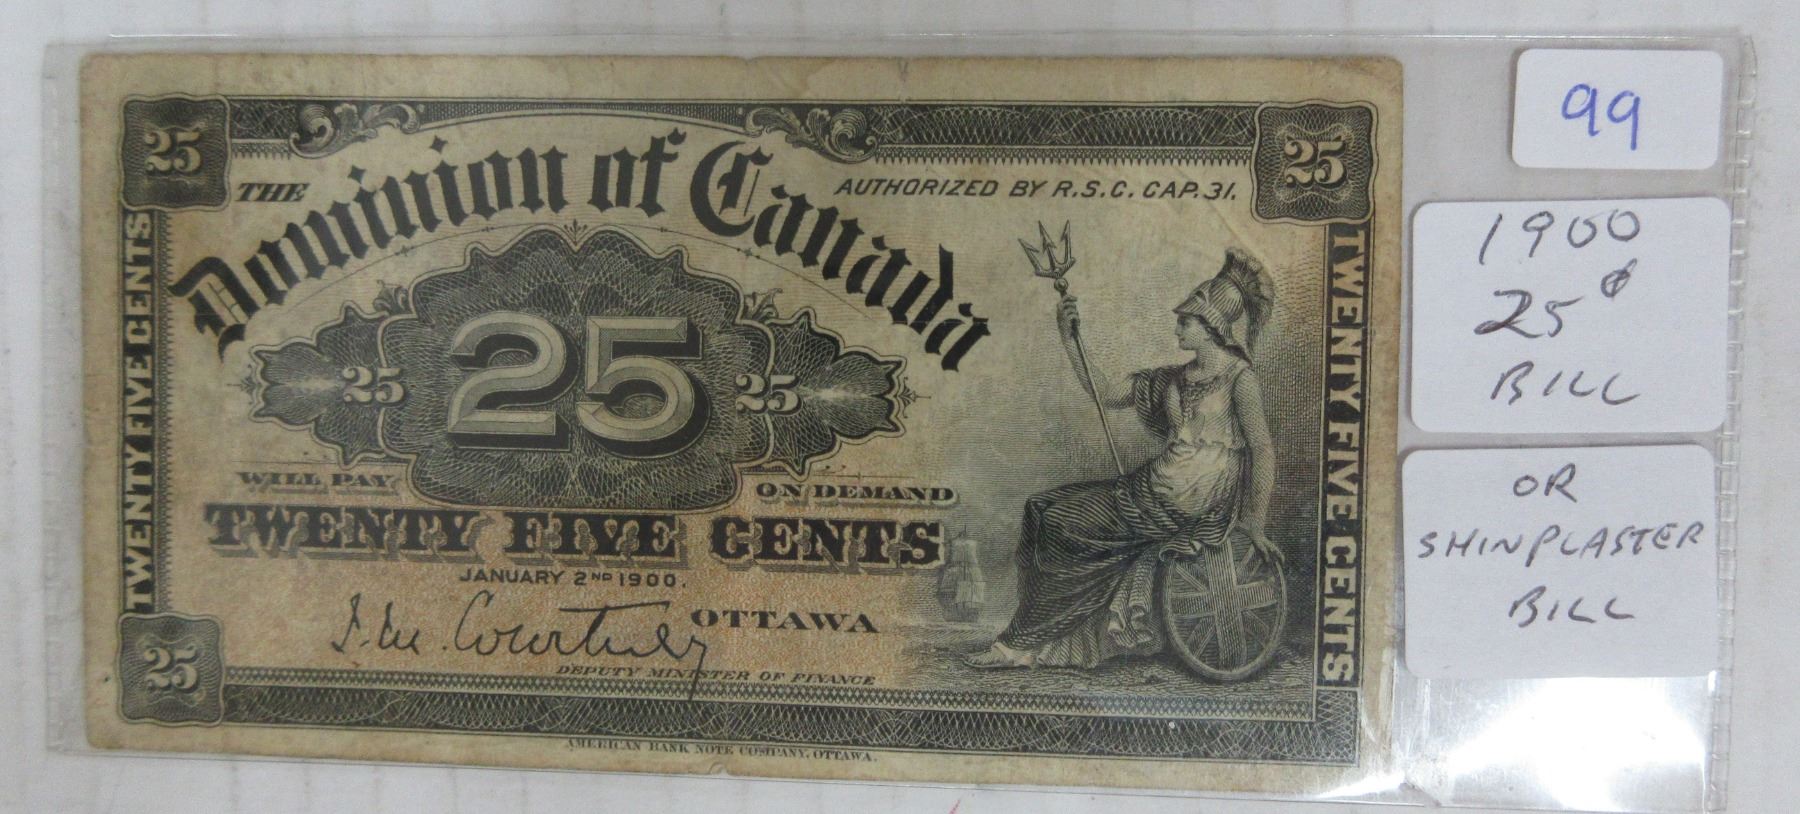 25
25
THE Dominion of Canada
AUTHORIZED BY R.S.C. CAP.31.
TWENTY FIVE CENTS
TWENTY FIVE CENTS
25 25 25
WILL PAY
ON DEMAND
TWENTY FIVE CENTS
JANUARY 2ND 1900.
J. M. Courtney
OTTAWA
DEPUTY MINISTER OF FINANCE
25
AMERICAN BANK NOTE COMPANY, OTTAWA.
99
1900
25¢
BILL
OR
SHINPLASTER
BILL